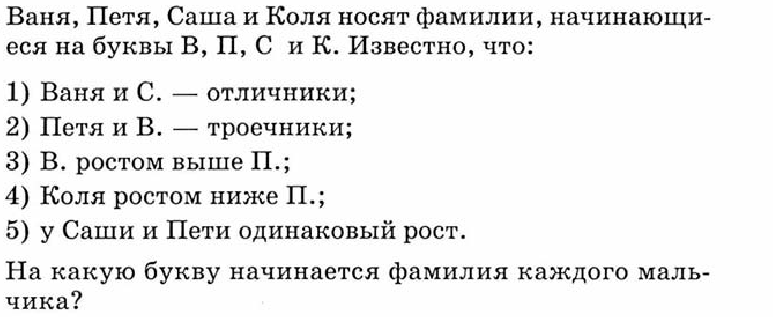 Ваня, Петя, Саша и Коля носят фамилии, начинающи-
еся на буквы В, П, С и К. Известно, что:
1) Ваня и С. — отличники;
2) Петя и В. — троечники;
3) В. ростом выше П.;
4) Коля ростом ниже П.;
5) у Саши и Пети одинаковый рост.
На какую букву начинается фамилия каждого маль-
чика?